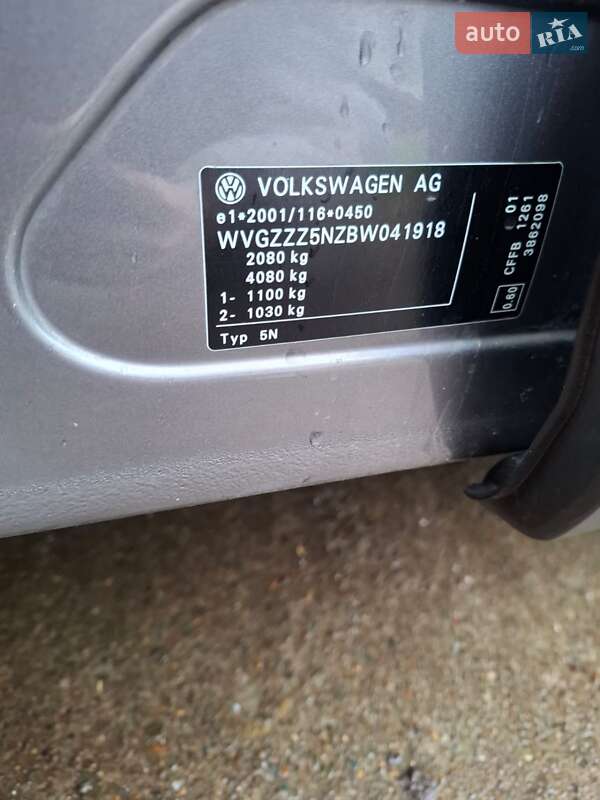 auto RIA.com
VOLKSWAGEN AG
e1*2001/116*0450
WVGZZZ5NZBW041918
2080 kg
4080 kg
1- 1100 kg
2- 1030 kg
Typ 5N
01
CFFB 1261
3862098
0.60